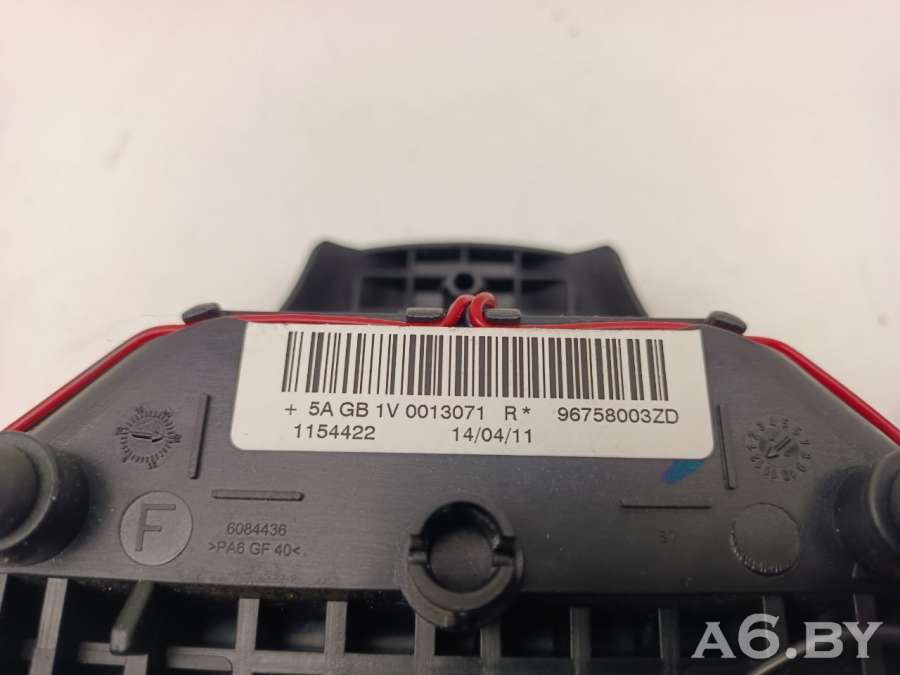 + 5A GB 1V 0013071 R* 96758003ZD
1154422 14/04/11
F
6084436
>PA6 GF 40<
A6.BY